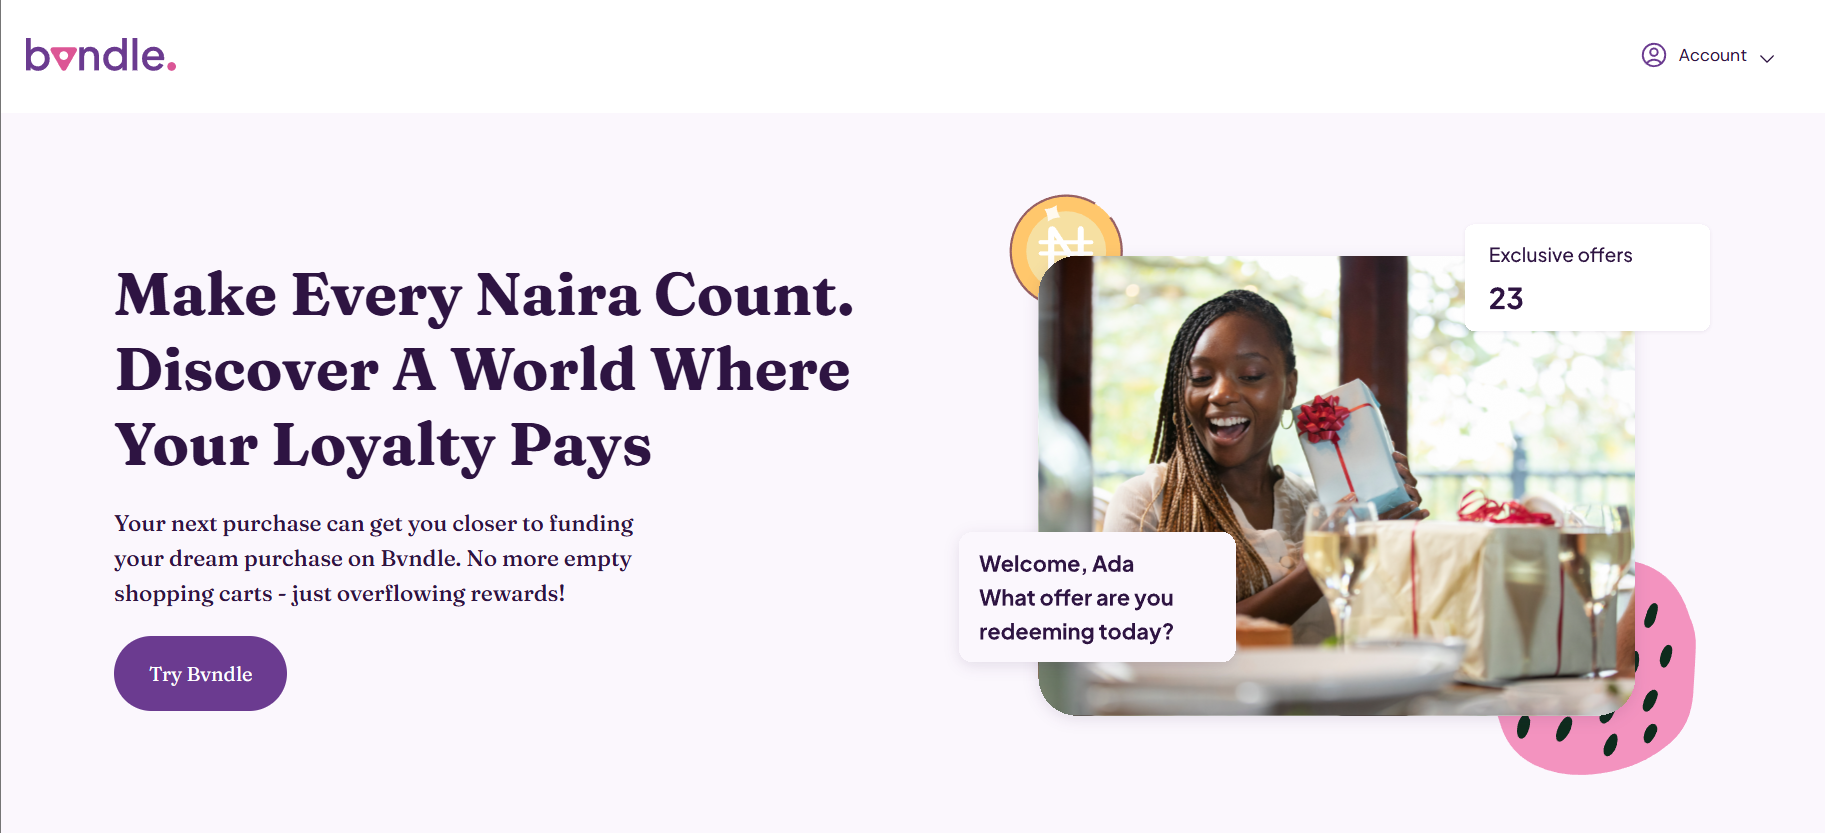 bvndle.
Account
Make Every Naira Count.
Discover A World Where
Your Loyalty Pays
Your next purchase can get you closer to funding
your dream purchase on Bvndle. No more empty
shopping carts - just overflowing rewards!
Try Bvndle
₦
Exclusive offers
23
Welcome, Ada
What offer are you
redeeming today?